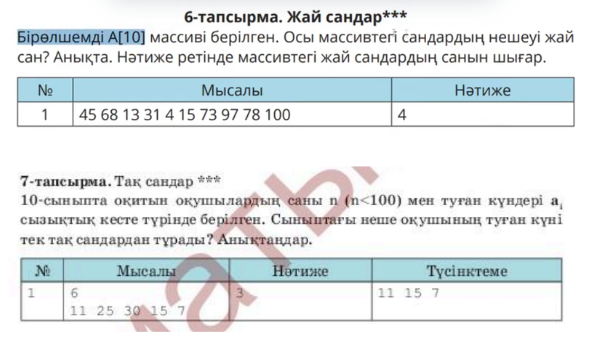 6-тапсырма. Жай сандар***
Бірөлшемді A[10] массиві берілген. Осы массивтегі сандардың нешеуі жай
сан? Анықта. Нәтиже ретінде массивтегі жай сандардың санын шығар.
№ Мысалы Нәтиже
1 45 68 13 31 4 15 73 97 78 100 4
7-тапсырма. Тақ сандар ***
10-сыныпта оқитын оқушылардың саны n (n<100) мен туған күндері aᵢ
сызықтық кесте түрінде берілген. Сыныптағы неше оқушының туған күні
тек тақ сандардан тұрады? Анықтаңдар.
№ Мысалы Нәтиже Түсініктеме
1 6 3 11 15 7
11 25 30 15 7